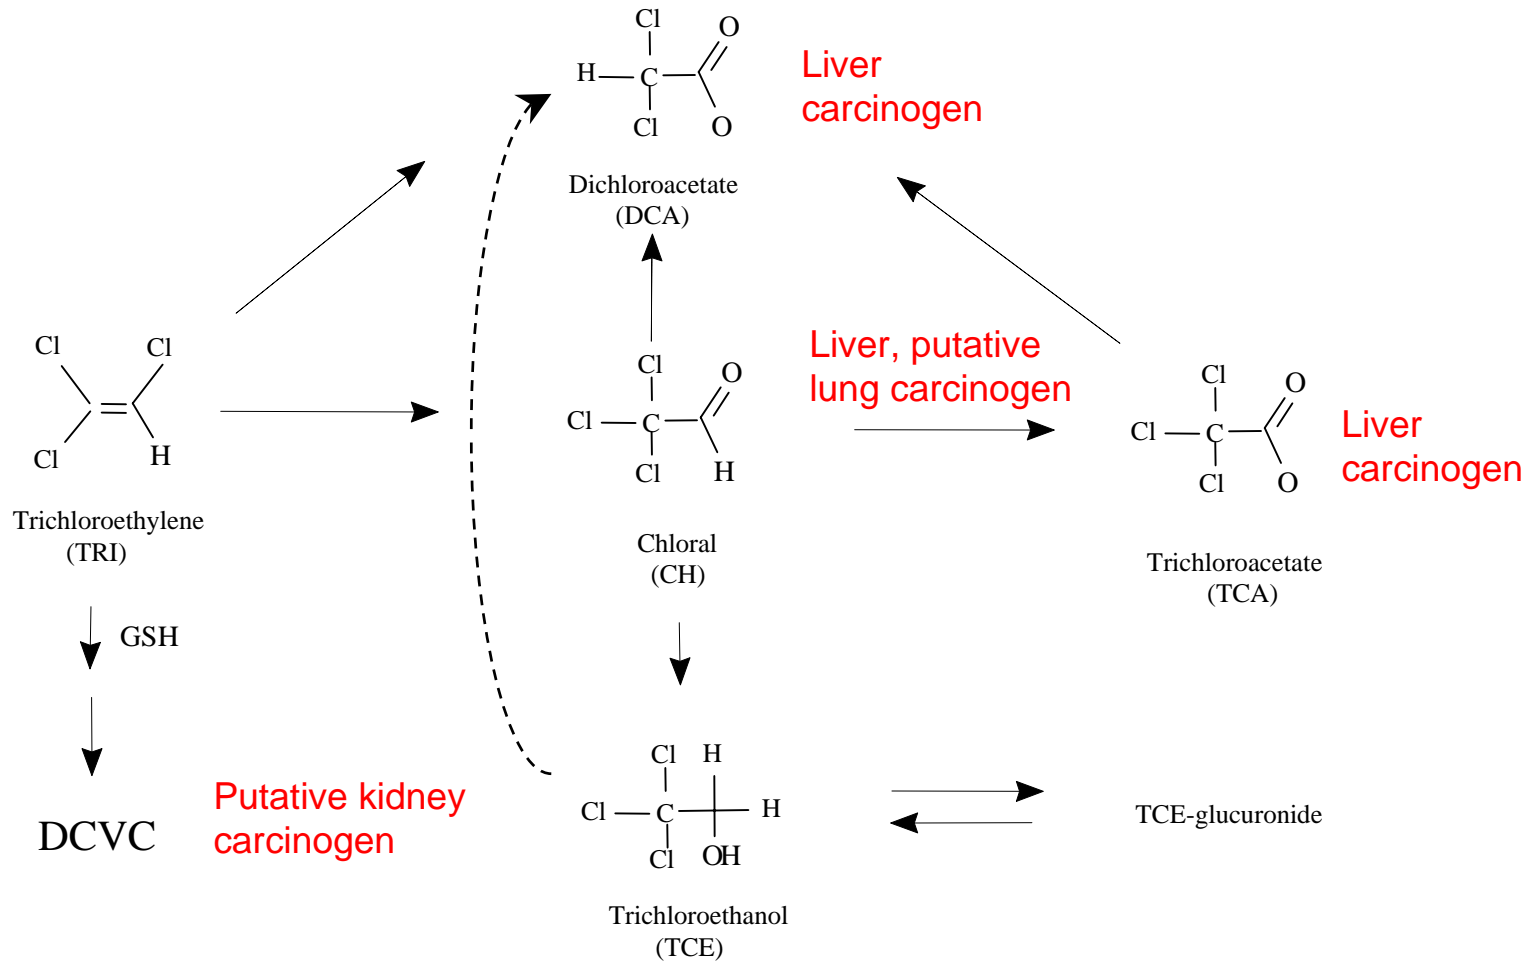 Cl
O
H
C
Cl
O
Liver
carcinogen
Dichloroacetate
(DCA)
Cl
Cl
Cl
H
Trichloroethylene
(TRI)
Cl
O
Cl
C
Cl
H
Chloral
(CH)
Liver, putative
lung carcinogen
Cl
O
Cl
C
Cl
O
Liver
carcinogen
Trichloroacetate
(TCA)
GSH
DCVC
Putative kidney
carcinogen
Cl
H
Cl
C
H
Cl
OH
Trichloroethanol
(TCE)
TCE-glucuronide